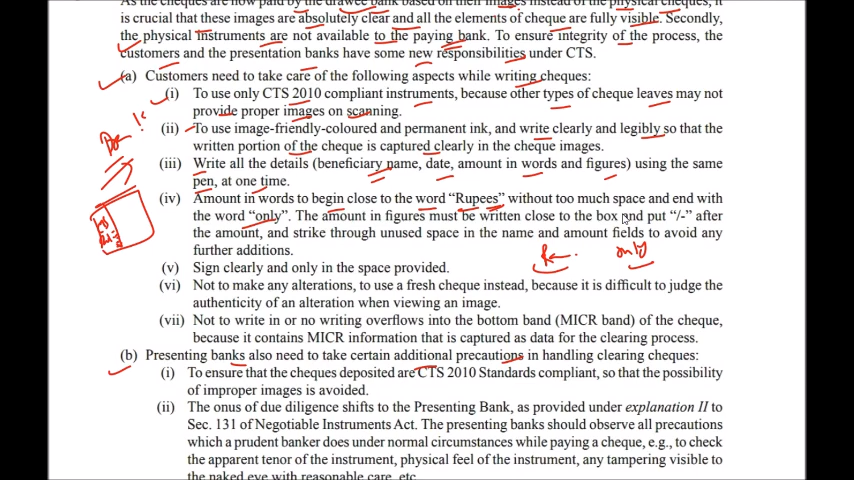 As the cheques are now paid by the drawee bank based on their images instead of the physical cheques, it
is crucial that these images are absolutely clear and all the elements of cheque are fully visible. Secondly,
the physical instruments are not available to the paying bank. To ensure integrity of the process, the
customers and the presentation banks have some new responsibilities under CTS.
(a) Customers need to take care of the following aspects while writing cheques:
(i) To use only CTS 2010 compliant instruments, because other types of cheque leaves may not
provide proper images on scanning.
(ii) To use image-friendly-coloured and permanent ink, and write clearly and legibly so that the
written portion of the cheque is captured clearly in the cheque images.
(iii) Write all the details (beneficiary name, date, amount in words and figures) using the same
pen, at one time.
(iv) Amount in words to begin close to the word “Rupees” without too much space and end with
the word “only”. The amount in figures must be written close to the box and put “/-” after
the amount, and strike through unused space in the name and amount fields to avoid any
further additions.
only
(v) Sign clearly and only in the space provided.
(vi) Not to make any alterations, to use a fresh cheque instead, because it is difficult to judge the
authenticity of an alteration when viewing an image.
(vii) Not to write in or no writing overflows into the bottom band (MICR band) of the cheque,
because it contains MICR information that is captured as data for the clearing process.
(b) Presenting banks also need to take certain additional precautions in handling clearing cheques:
(i) To ensure that the cheques deposited are CTS 2010 Standards compliant, so that the possibility
of improper images is avoided.
(ii) The onus of due diligence shifts to the Presenting Bank, as provided under explanation II to
Sec. 131 of Negotiable Instruments Act. The presenting banks should observe all precautions
which a prudent banker does under normal circumstances while paying a cheque, e.g., to check
the apparent tenor of the instrument, physical feel of the instrument, any tampering visible to
the naked eye with reasonable care, etc.